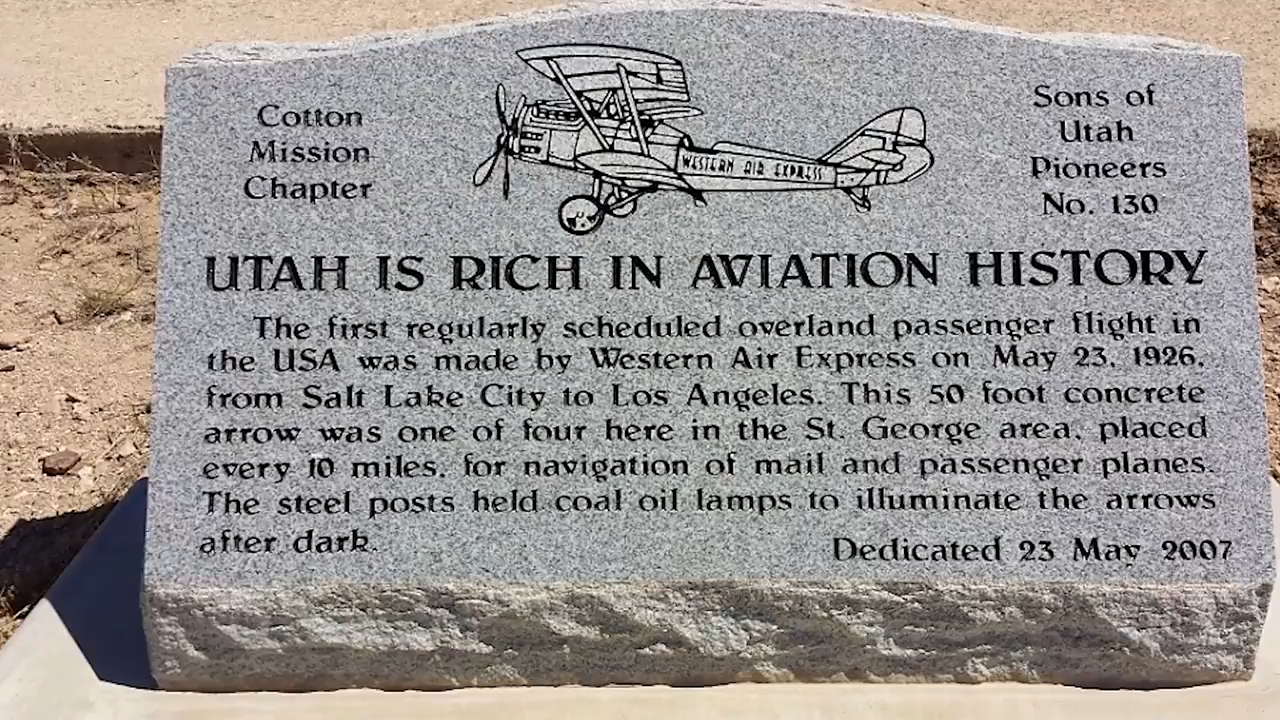 Cotton
Mission
Chapter
WESTERN AIR EXPRESS
Sons of
Utah
Pioneers
No. 130
UTAH IS RICH IN AVIATION HISTORY
The first regularly scheduled overland passenger flight in
the USA was made by Western Air Express on May 23, 1926,
from Salt Lake City to Los Angeles. This 50 foot concrete
arrow was one of four here in the St. George area, placed
every 10 miles, for navigation of mail and passenger planes.
The steel posts held coal oil lamps to illuminate the arrows
after dark.
Dedicated 23 May 2007